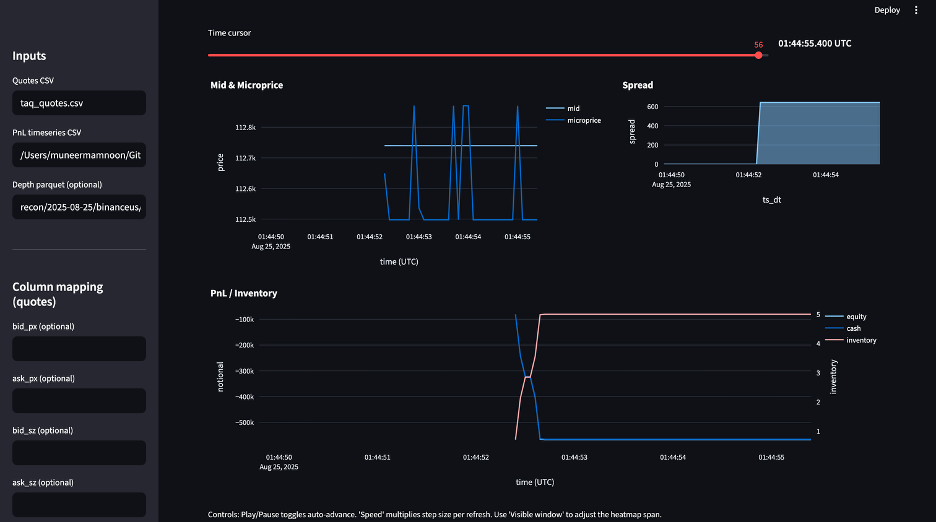 Deploy
Time cursor
56
01:44:55.400 UTC
Inputs
Quotes CSV
taq_quotes.csv
PnL timeseries CSV
/Users/muneermamnoon/Git
Depth parquet (optional)
recon/2025-08-25/binanceus/
Column mapping
(quotes)
bid_px (optional)
ask_px (optional)
bid_sz (optional)
ask_sz (optional)
Mid & Microprice
mid
microprice
price
112.8k
112.7k
112.6k
112.5k
01:44:50 01:44:51 01:44:52 01:44:53 01:44:54 01:44:55
Aug 25, 2025
time (UTC)
Spread
spread
600
400
200
0
01:44:50 01:44:52 01:44:54
Aug 25, 2025
ts_dt
PnL / Inventory
equity
cash
inventory
notional
−100k
−200k
−300k
−400k
−500k
5
4
3
2
1
inventory
01:44:50 01:44:51 01:44:52 01:44:53 01:44:54 01:44:55
Aug 25, 2025
time (UTC)
Controls: Play/Pause toggles auto-advance. 'Speed' multiplies step size per refresh. Use 'Visible window' to adjust the heatmap span.